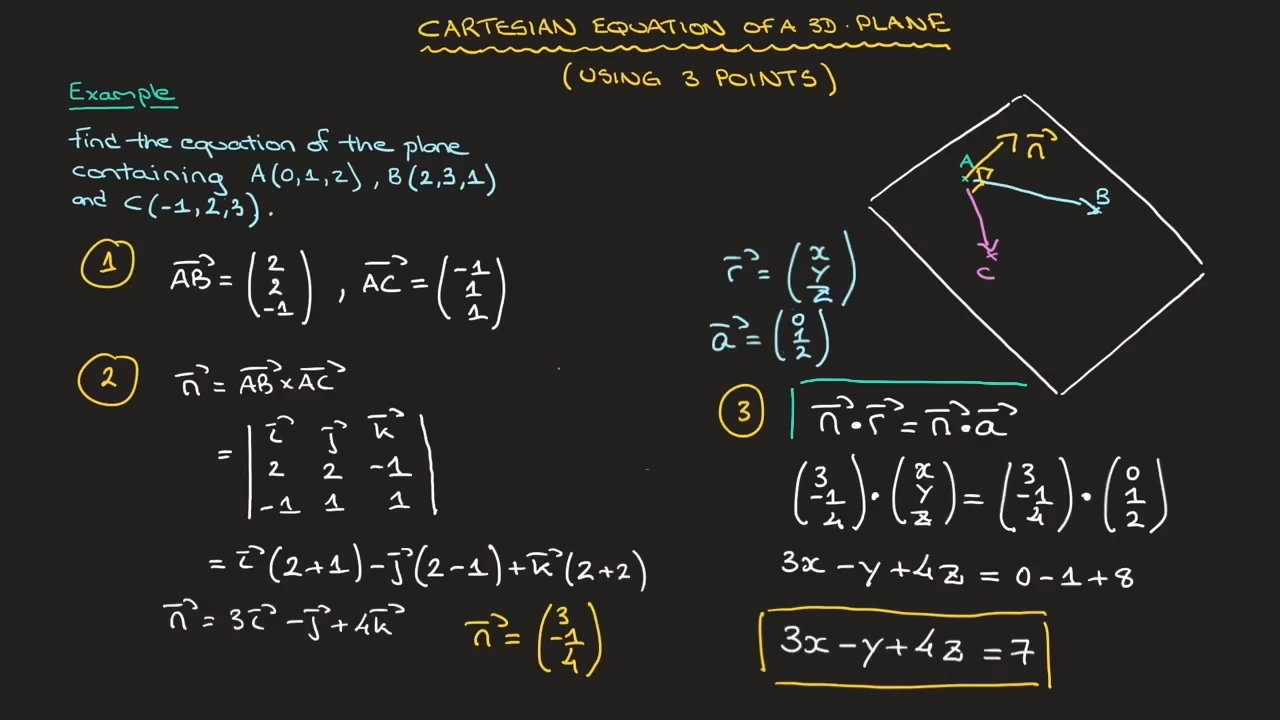 CARTESIAN EQUATION OF A 3D PLANE
(USING 3 POINTS)
Example
Find the equation of the plane
containing A(0,1,2), B(2,3,1)
and C(-1,2,3).
1
AB→ = (2 2 -1), AC→ = (-1 1 1)
2
n→ = AB→ × AC→
= | i→ j→ k→
2 2 -1
-1 1 1 |
= i→(2+1) - j→(2-1) + k→(2+2)
n→ = 3i→ - j→ + 4k→
n→ = (3 -1 4)
A
n→
B
C
r→ = (x y z)
a→ = (0 1 2)
3
n→ · r→ = n→ · a→
(3 -1 4) · (x y z) = (3 -1 4) · (0 1 2)
3x - y + 4z = 0 - 1 + 8
3x - y + 4z = 7